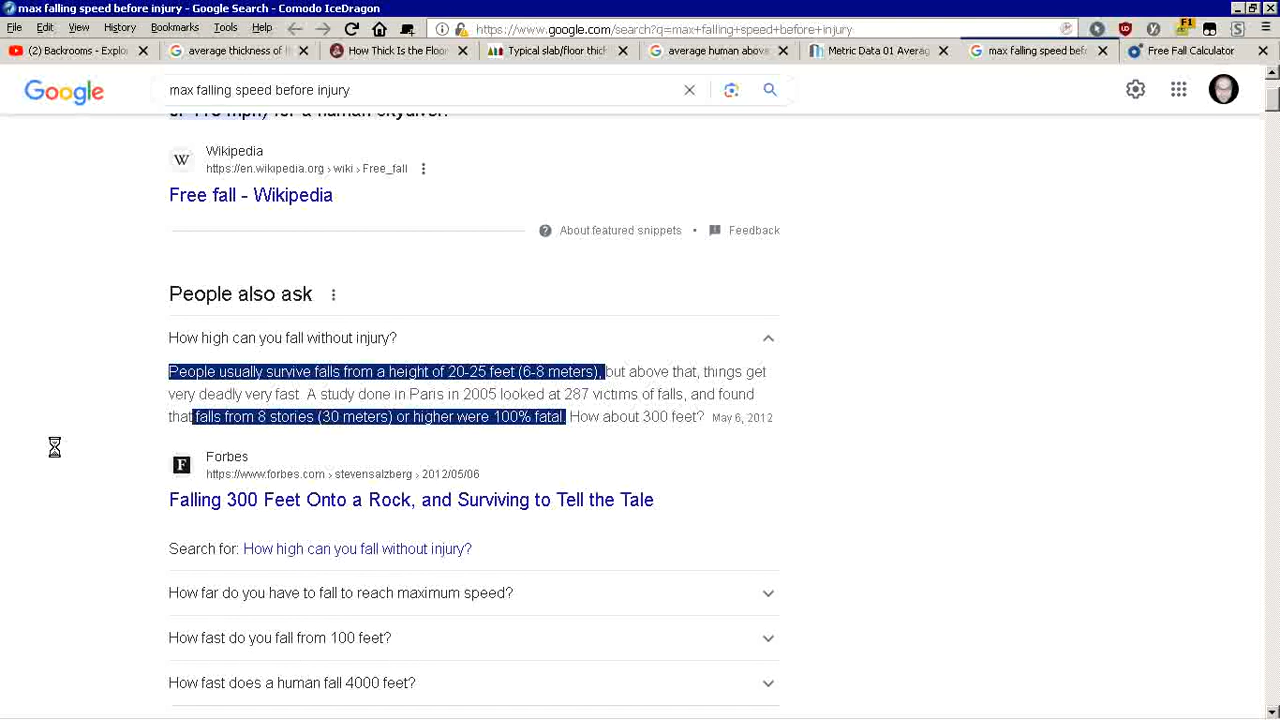 max falling speed before injury - Google Search - Comodo IceDragon
File Edit View History Bookmarks Tools Help
https://www.google.com/search?q=max+falling+speed+before+injury
F1
(2) Backrooms - Explo
average thickness of t
How Thick Is the Floo
Typical slab/floor thick
average human above
Metric Data 01 Averag
max falling speed befo
Free Fall Calculator
Google
max falling speed before injury
or 118 mph) for a human skydiver.
W
Wikipedia
https://en.wikipedia.org › wiki › Free_fall
Free fall - Wikipedia
About featured snippets • Feedback
People also ask
How high can you fall without injury?
People usually survive falls from a height of 20-25 feet (6-8 meters), but above that, things get
very deadly very fast. A study done in Paris in 2005 looked at 287 victims of falls, and found
that falls from 8 stories (30 meters) or higher were 100% fatal. How about 300 feet? May 6, 2012
F
Forbes
https://www.forbes.com › stevensalzberg › 2012/05/06
Falling 300 Feet Onto a Rock, and Surviving to Tell the Tale
Search for: How high can you fall without injury?
How far do you have to fall to reach maximum speed?
How fast do you fall from 100 feet?
How fast does a human fall 4000 feet?